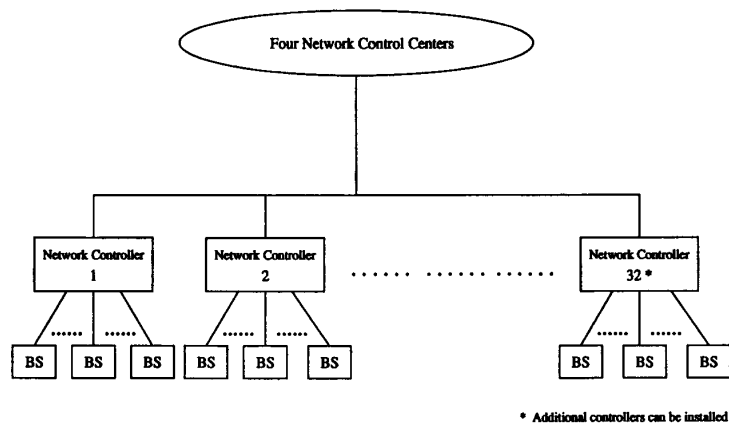 Four Network Control Centers
Network Controller
1
Network Controller
2
Network Controller
32 *
BS BS BS BS BS BS BS BS BS
* Additional controllers can be installed